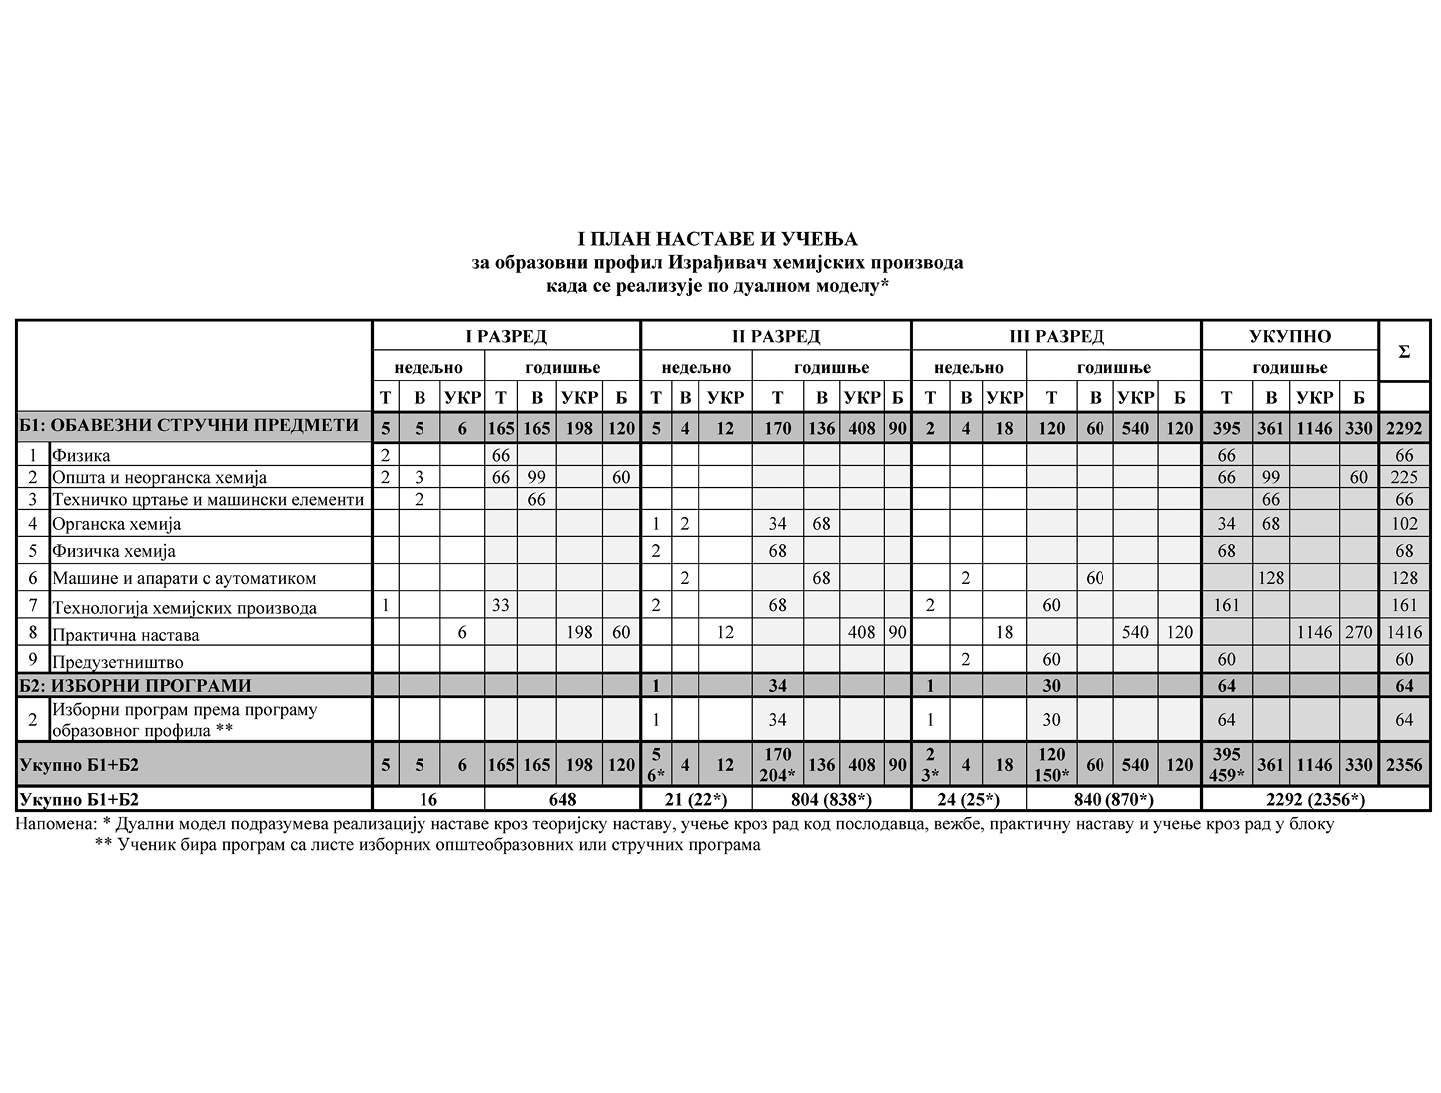 I ПЛАН НАСТАВЕ И УЧЕЊА
за образовни профил Израђивач хемијских производа
када се реализује по дуалном моделу*
I РАЗРЕД II РАЗРЕД III РАЗРЕД УКУПНО Σ
недељно годишње недељно годишње недељно годишње годишње
Т В УКР Т В УКР Б Т В УКР Т В УКР Б Т В УКР Т В УКР Б Т В УКР Б
Б1: ОБАВЕЗНИ СТРУЧНИ ПРЕДМЕТИ 5 5 6 165 165 198 120 5 4 12 170 136 408 90 2 4 18 120 60 540 120 395 361 1146 330 2292
1 Физика 2 66 66 66
2 Општа и неорганска хемија 2 3 66 99 60 66 99 60 225
3 Техничко цртање и машински елементи 2 66 66 66
4 Органска хемија 1 2 34 68 34 68 102
5 Физичка хемија 2 68 68 68
6 Машине и апарати с аутоматиком 2 68 2 60 128 128
7 Технологија хемијских производа 1 33 2 68 2 60 161 161
8 Практична настава 6 198 60 12 408 90 18 540 120 1146 270 1416
9 Предузетништво 2 60 60 60
Б2: ИЗБОРНИ ПРОГРАМИ 1 34 1 30 64 64
2 Изборни програм према програму
образовног профила ** 1 34 1 30 64 64
Укупно Б1+Б2 5 5 6 165 165 198 120 5 6* 4 12 170 204* 136 408 90 2 3* 4 18 120 150* 60 540 120 395 459* 361 1146 330 2356
Укупно Б1+Б2 16 648 21 (22*) 804 (838*) 24 (25*) 840 (870*) 2292 (2356*)
Напомена: * Дуални модел подразумева реализацију наставе кроз теоријску наставу, учење кроз рад код послодавца, вежбе, практичну наставу и учење кроз рад у блоку
** Ученик бира програм са листе изборних општеобразовних или стручних програма